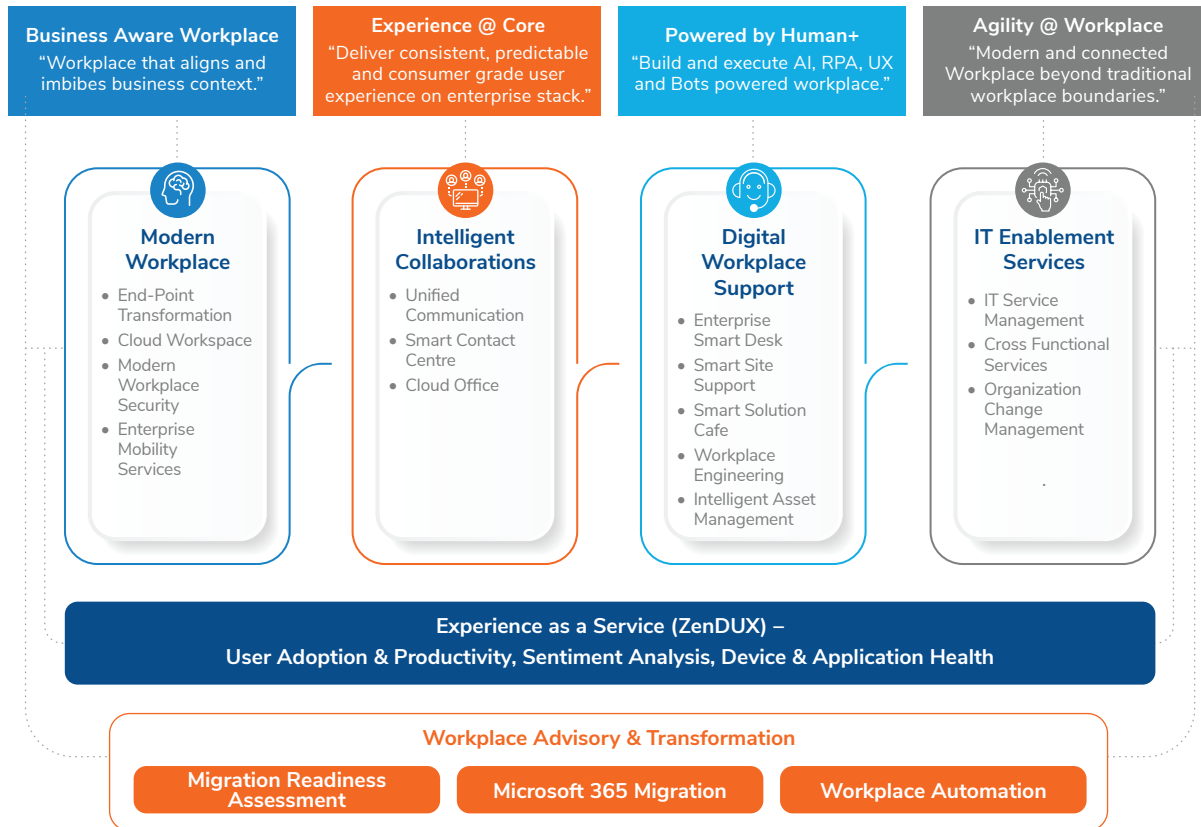 Business Aware Workplace
“Workplace that aligns and
imbibes business context.”
Experience @ Core
“Deliver consistent, predictable
and consumer grade user
experience on enterprise stack.”
Powered by Human+
“Build and execute AI, RPA, UX
and Bots powered workplace.”
Agility @ Workplace
“Modern and connected
Workplace beyond traditional
workplace boundaries.”
Modern
Workplace
• End-Point
Transformation
• Cloud Workspace
• Modern
Workplace
Security
• Enterprise
Mobility
Services
Intelligent
Collaborations
• Unified
Communication
• Smart Contact
Centre
• Cloud Office
Digital
Workplace
Support
• Enterprise
Smart Desk
• Smart Site
Support
• Smart Solution
Cafe
• Workplace
Engineering
• Intelligent Asset
Management
IT Enablement
Services
• IT Service
Management
• Cross Functional
Services
• Organization
Change
Management
.
Experience as a Service (ZenDUX) –
User Adoption & Productivity, Sentiment Analysis, Device & Application Health
Workplace Advisory & Transformation
Migration Readiness
Assessment
Microsoft 365 Migration
Workplace Automation